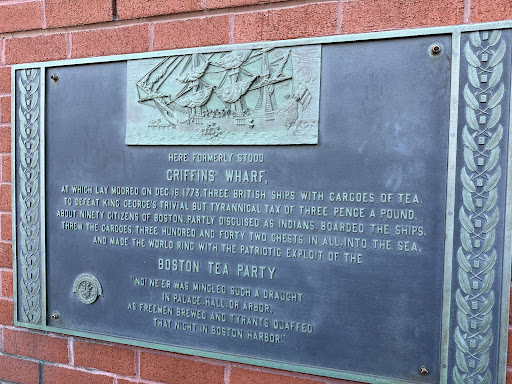 HERE FORMERLY STOOD
GRIFFINS' WHARF,
AT WHICH LAY MOORED ON DEC. 16, 1773, THREE BRITISH SHIPS WITH CARGOES OF TEA.
TO DEFEAT KING GEORGE'S TRIVIAL BUT TYRANNICAL TAX OF THREE PENCE A POUND,
ABOUT NINETY CITIZENS OF BOSTON, PARTLY DISGUISED AS INDIANS, BOARDED THE SHIPS,
THREW THE CARGOES, THREE HUNDRED AND FORTY TWO CHESTS IN ALL, INTO THE SEA,
AND MADE THE WORLD RING WITH THE PATRIOTIC EXPLOIT OF THE
BOSTON TEA PARTY
"NO! NE'ER WAS MINGLED SUCH A DRAUGHT
IN PALACE, HALL, OR ARBOR,
AS FREEMEN BREWED AND TYRANTS QUAFFED
THAT NIGHT IN BOSTON HARBOR."